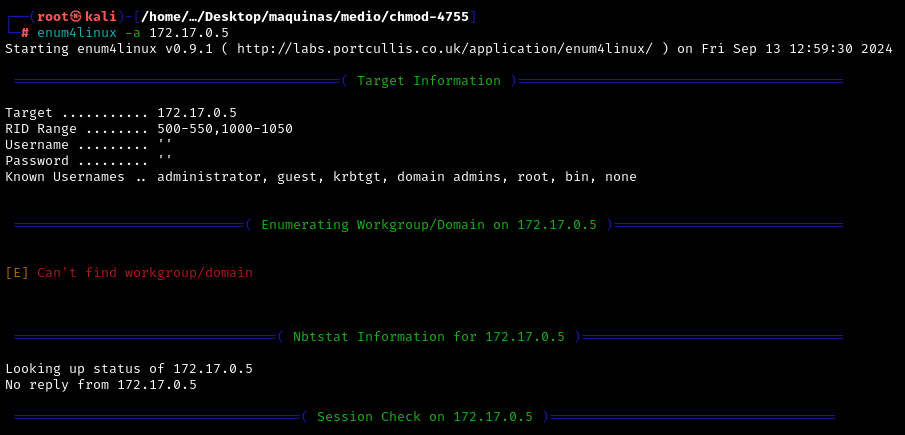 ┌──(root㉿kali)-[/home/…/Desktop/maquinas/medio/chmod-4755]
└─# enum4linux -a 172.17.0.5
Starting enum4linux v0.9.1 ( http://labs.portcullis.co.uk/application/enum4linux/ ) on Fri Sep 13 12:59:30 2024
=========================================( Target Information )=========================================
Target ........... 172.17.0.5
RID Range ........ 500-550,1000-1050
Username ......... ''
Password ......... ''
Known Usernames .. administrator, guest, krbtgt, domain admins, root, bin, none
=============================( Enumerating Workgroup/Domain on 172.17.0.5 )=============================
[E] Can't find workgroup/domain
=================================( Nbtstat Information for 172.17.0.5 )=================================
Looking up status of 172.17.0.5
No reply from 172.17.0.5
====================================( Session Check on 172.17.0.5 )====================================